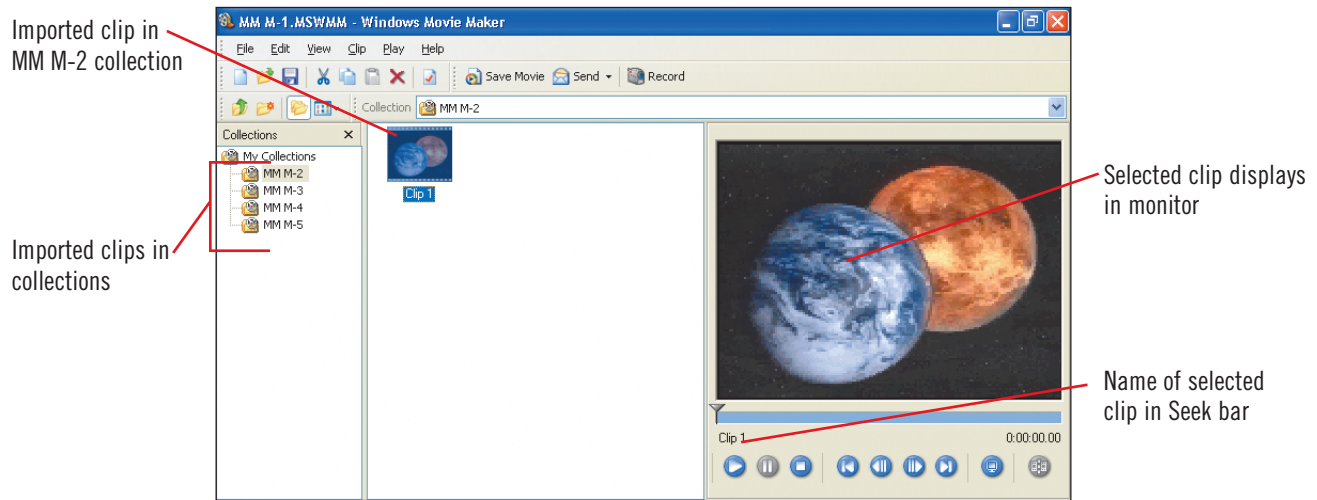 Imported clip in
MM M-2 collection
Imported clips in
collections
MM M-1.MSWMM - Windows Movie Maker
File Edit View Clip Play Help
Save Movie Send Record
Collection MM M-2
Collections
My Collections
MM M-2
MM M-3
MM M-4
MM M-5
Clip 1
Clip 1 0:00:00.00
Selected clip displays
in monitor
Name of selected
clip in Seek bar